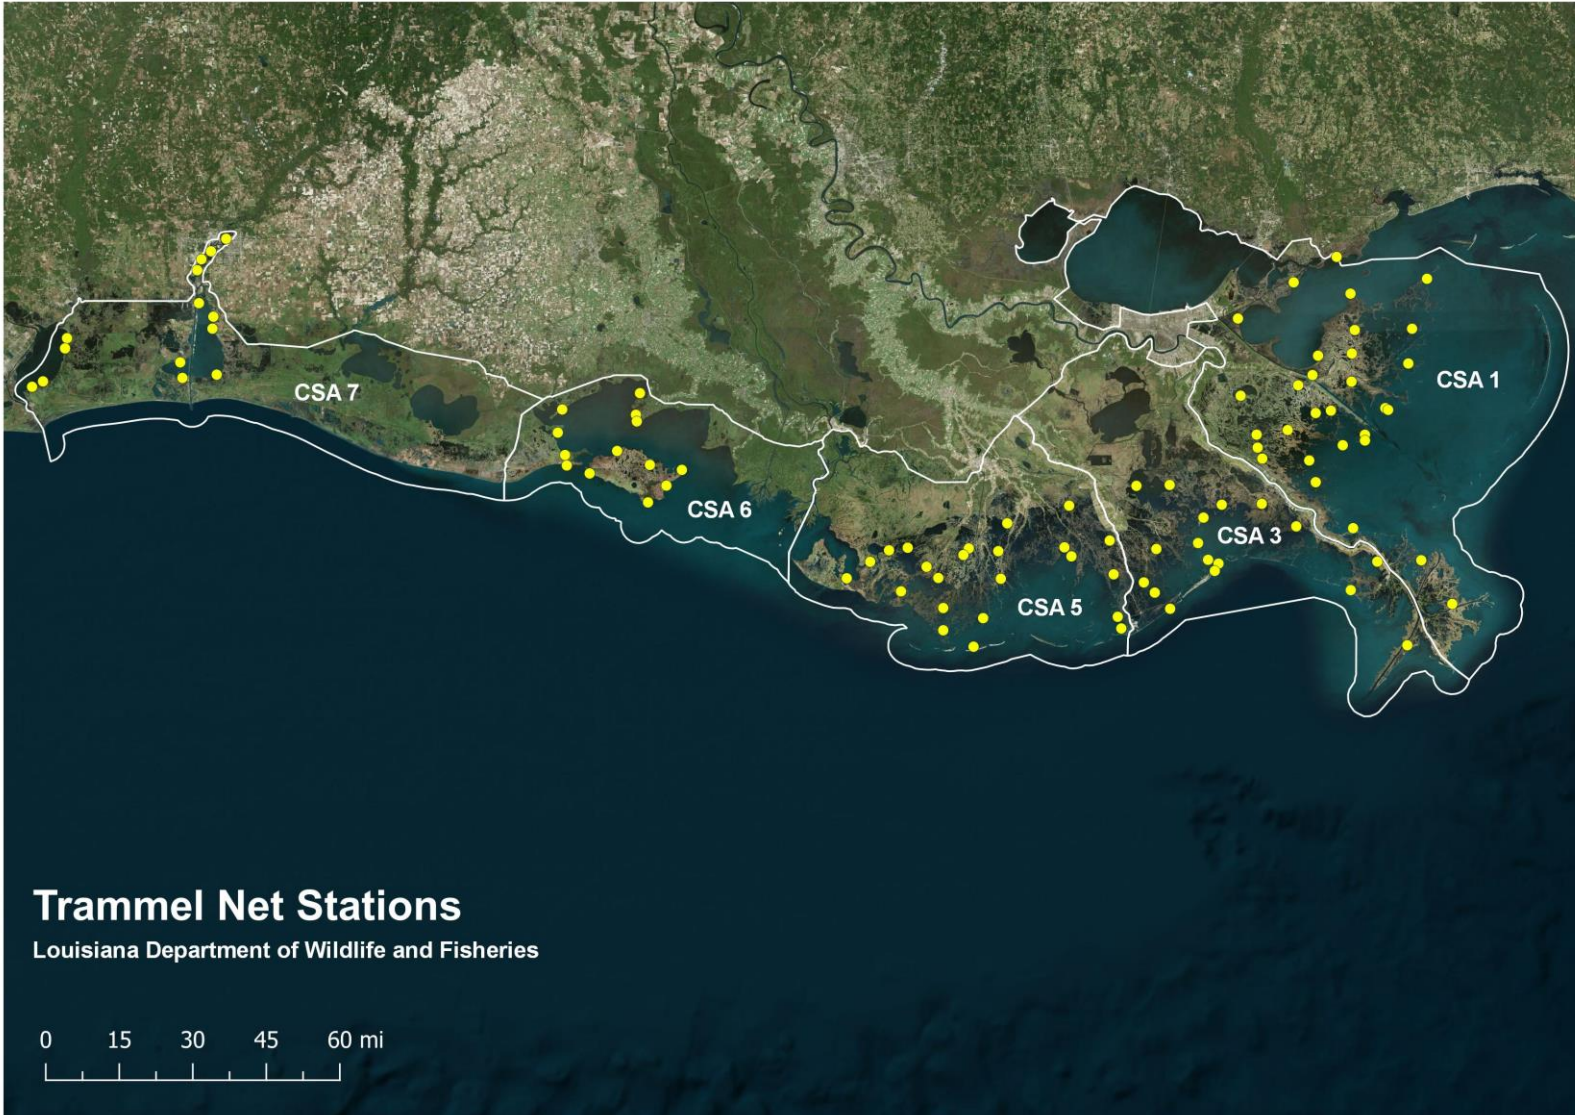 CSA 1
CSA 7
CSA 6
CSA 3
CSA 5
Trammel Net Stations
Louisiana Department of Wildlife and Fisheries
0 15 30 45 60 mi